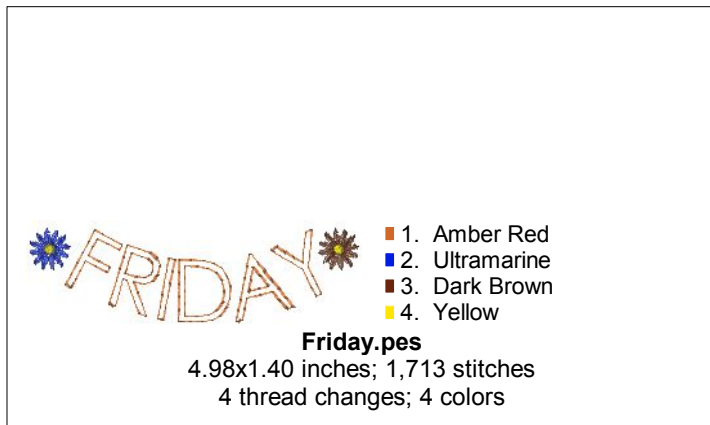 FRIDAY
1. Amber Red
2. Ultramarine
3. Dark Brown
4. Yellow
Friday.pes
4.98x1.40 inches; 1,713 stitches
4 thread changes; 4 colors